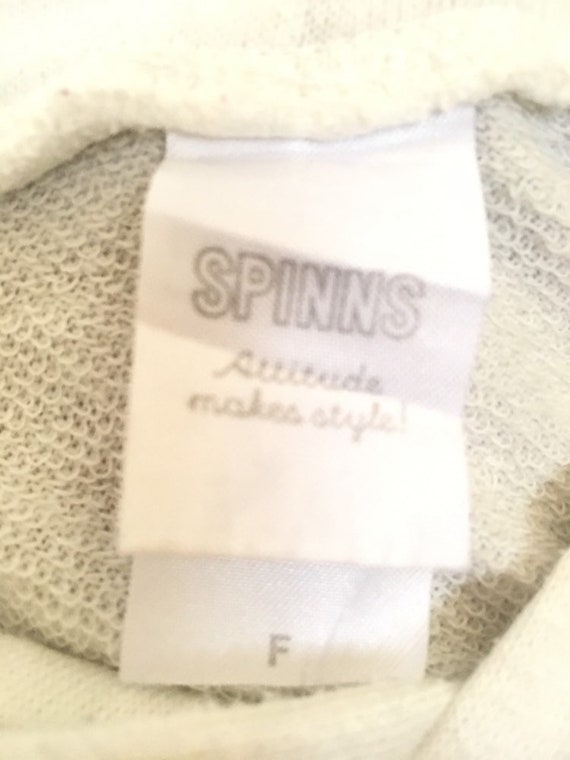 SPINNS
Attitude
makes style!
F